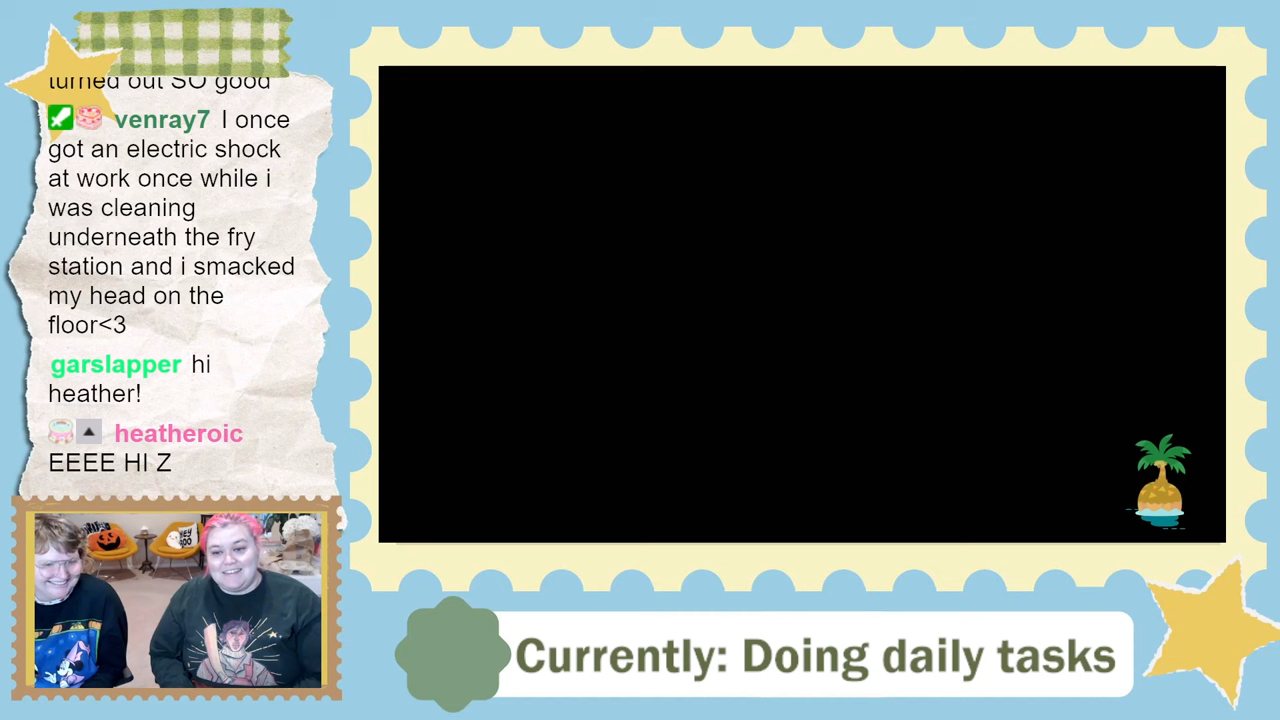 turned out SO good
venray7 I once
got an electric shock
at work once while i
was cleaning
underneath the fry
station and i smacked
my head on the
floor<3
garslapper hi
heather!
heatheroic
EEEE HI Z
HEY
BOO
Currently: Doing daily tasks